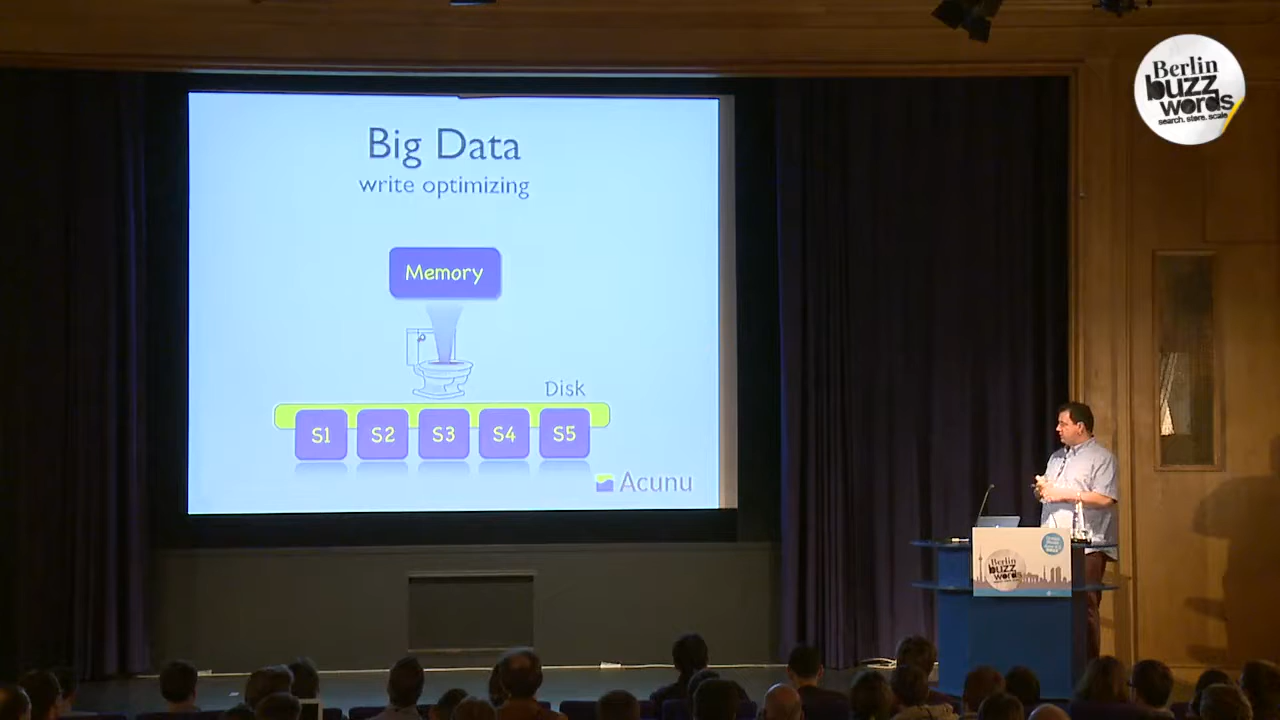 Big Data
write optimizing
Memory
Disk
S1 S2 S3 S4 S5
Acunu
Berlin
buzz
words
search. store. scale
Berlin
buzz
words